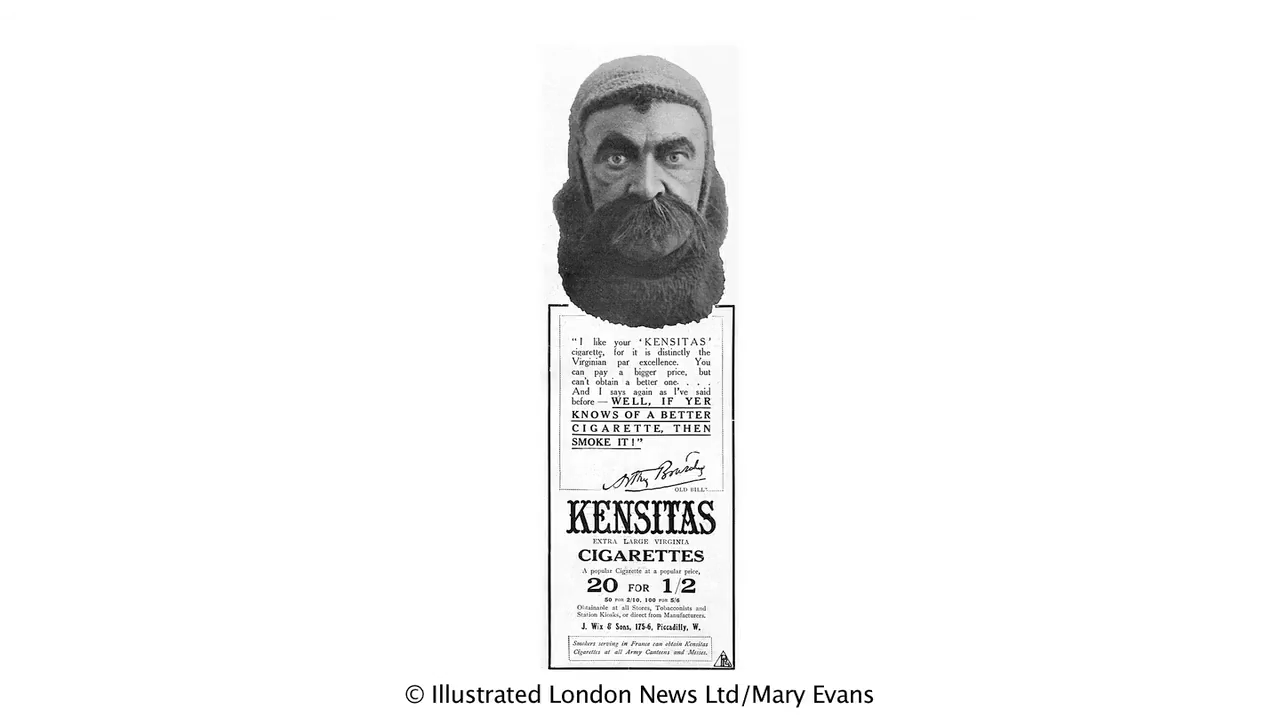 "I like your 'KENSITAS'
cigarette, for it is distinctly the
Virginian par excellence. You
can pay a bigger price, but
can't obtain a better one. . . .
And I says again as I've said
before — WELL, IF YER
KNOWS OF A BETTER
CIGARETTE, THEN
SMOKE IT!"
OLD BILL"
KENSITAS
EXTRA LARGE VIRGINIA
CIGARETTES
A popular Cigarette at a popular price,
20 FOR 1/2
50 FOR 2/10, 100 FOR 5/6
Obtainable at all Stores, Tobacconists and
Station Kiosks, or direct from Manufacturers.
J. Wix & Sons, 175-6, Piccadilly, W.
Smokers serving in France can obtain Kensitas
Cigarettes at all Army Canteens and Messes.
© Illustrated London News Ltd/Mary Evans